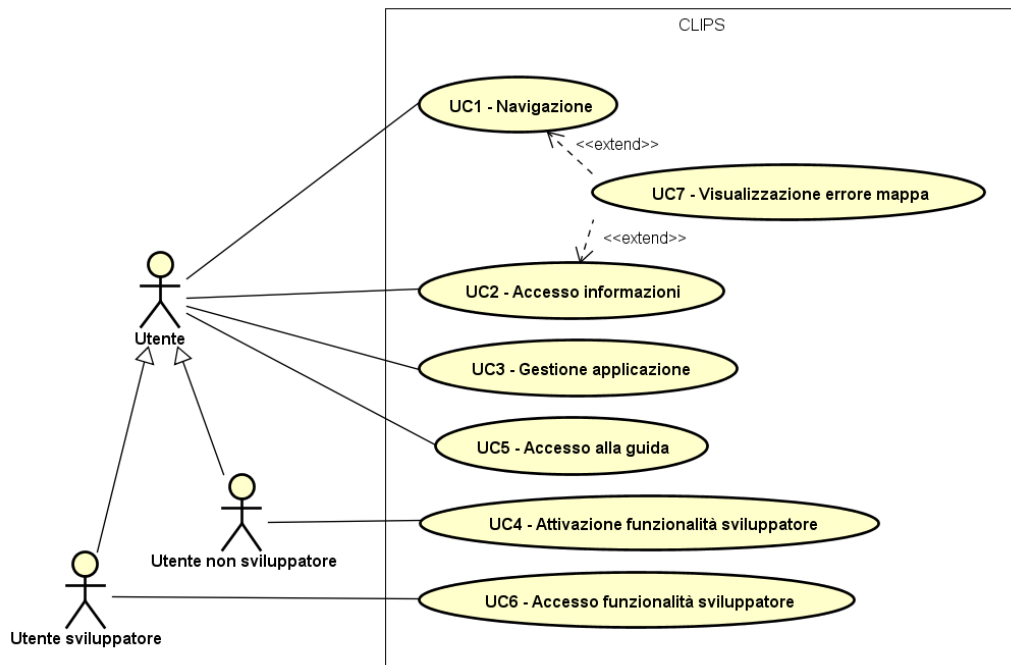 CLIPS
UC1 - Navigazione
<<extend>>
UC7 - Visualizzazione errore mappa
<<extend>>
UC2 - Accesso informazioni
Utente
UC3 - Gestione applicazione
UC5 - Accesso alla guida
UC4 - Attivazione funzionalità sviluppatore
Utente non sviluppatore
UC6 - Accesso funzionalità sviluppatore
Utente sviluppatore